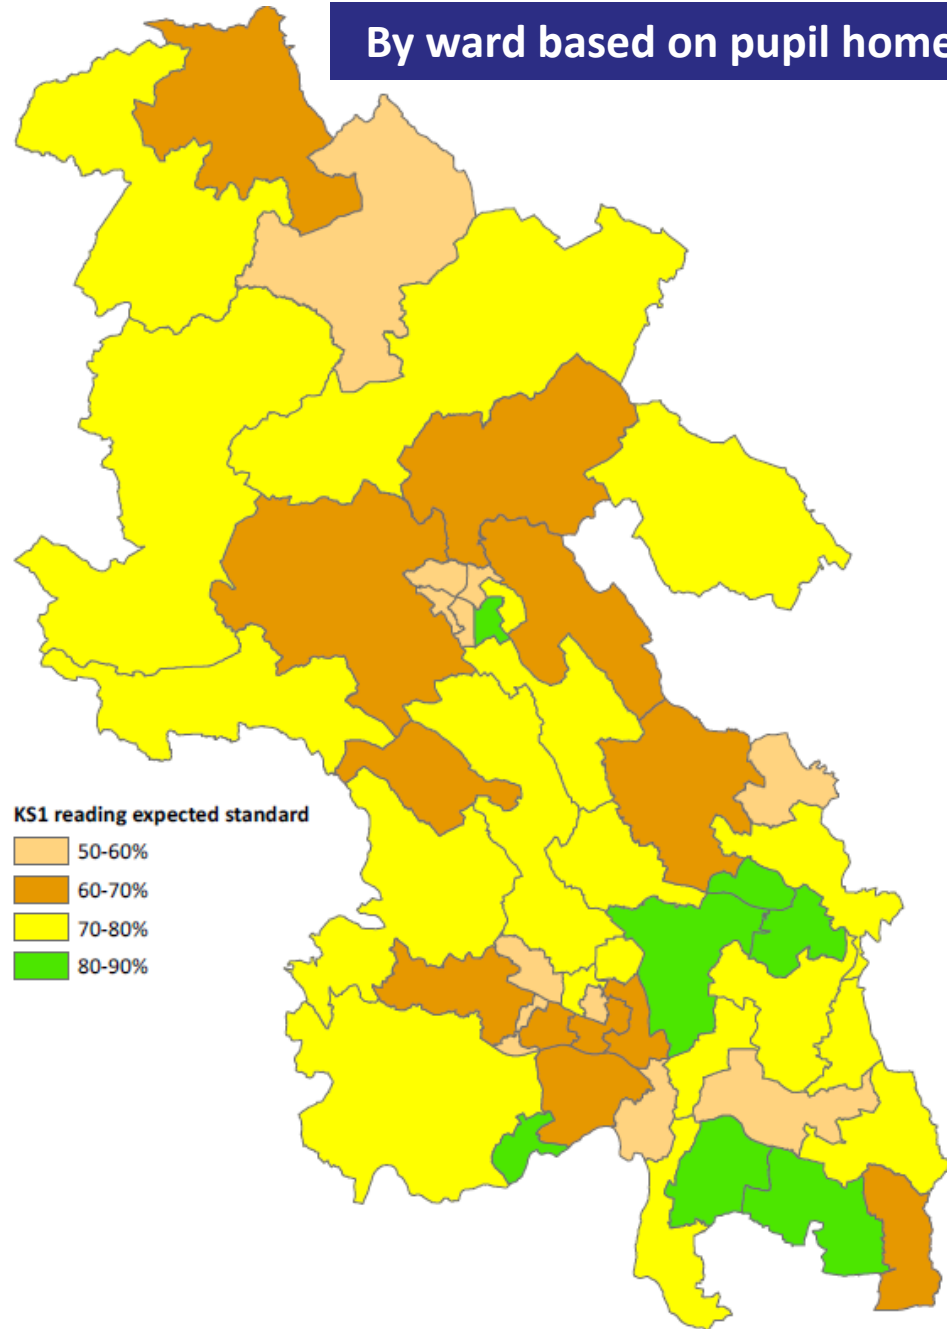 By ward based on pupil home
KS1 reading expected standard
50-60%
60-70%
70-80%
80-90%